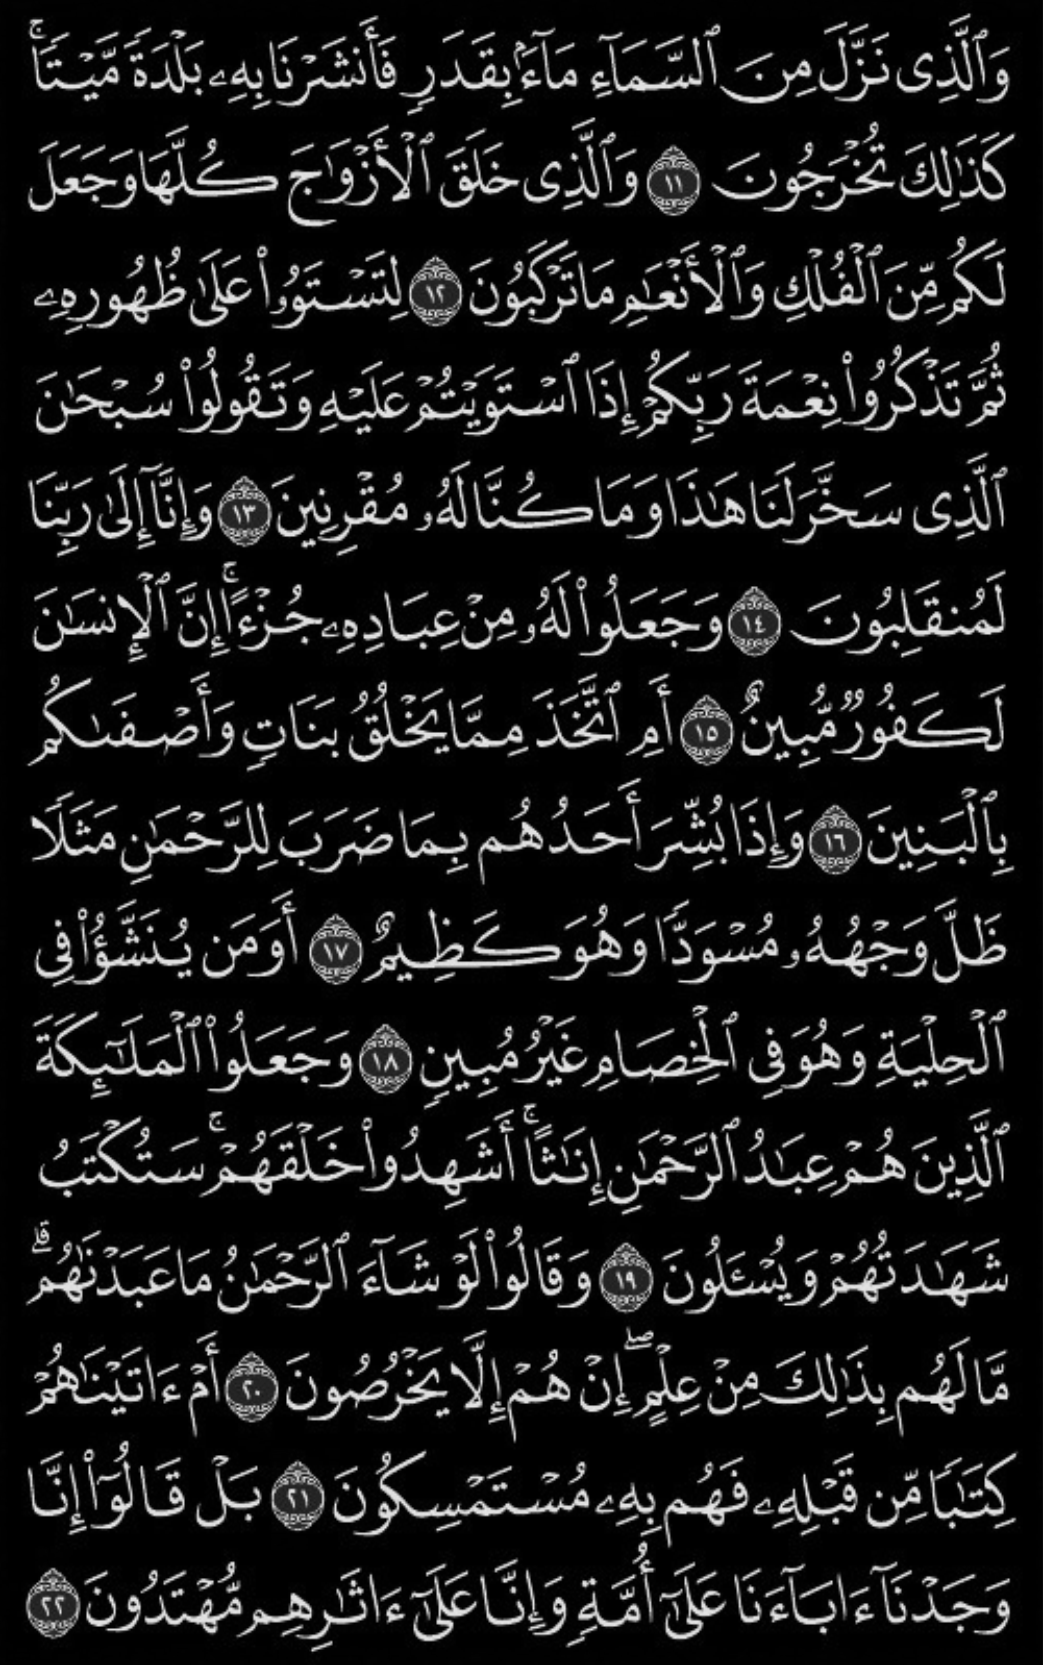 وَٱلَّذِى نَزَّلَ مِنَ ٱلسَّمَآءِ مَآءًۢ بِقَدَرٍ فَأَنشَرْنَا بِهِۦ بَلْدَةً مَّيْتًا ۚ
كَذَٰلِكَ تُخْرَجُونَ ١١ وَٱلَّذِى خَلَقَ ٱلْأَزْوَٰجَ كُلَّهَا وَجَعَلَ
لَكُم مِّنَ ٱلْفُلْكِ وَٱلْأَنْعَٰمِ مَا تَرْكَبُونَ ١٢ لِتَسْتَوُۥا۟ عَلَىٰ ظُهُورِهِۦ
ثُمَّ تَذْكُرُوا۟ نِعْمَةَ رَبِّكُمْ إِذَا ٱسْتَوَيْتُمْ عَلَيْهِ وَتَقُولُوا۟ سُبْحَٰنَ
ٱلَّذِى سَخَّرَ لَنَا هَٰذَا وَمَا كُنَّا لَهُۥ مُقْرِنِينَ ١٣ وَإِنَّآ إِلَىٰ رَبِّنَا
لَمُنقَلِبُونَ ١٤ وَجَعَلُوا۟ لَهُۥ مِنْ عِبَادِهِۦ جُزْءًا ۚ إِنَّ ٱلْإِنسَٰنَ
لَكَفُورٌ مُّبِينٌ ١٥ أَمِ ٱتَّخَذَ مِمَّا يَخْلُقُ بَنَاتٍ وَأَصْفَىٰكُم
بِٱلْبَنِينَ ١٦ وَإِذَا بُشِّرَ أَحَدُهُم بِمَا ضَرَبَ لِلرَّحْمَٰنِ مَثَلًا
ظَلَّ وَجْهُهُۥ مُسْوَدًّا وَهُوَ كَظِيمٌ ١٧ أَوَمَن يُنَشَّؤُا۟ فِى
ٱلْحِلْيَةِ وَهُوَ فِى ٱلْخِصَامِ غَيْرُ مُبِينٍ ١٨ وَجَعَلُوا۟ ٱلْمَلَٰٓئِكَةَ
ٱلَّذِينَ هُمْ عِبَٰدُ ٱلرَّحْمَٰنِ إِنَٰثًا ۚ أَشَهِدُوا۟ خَلْقَهُمْ ۚ سَتُكْتَبُ
شَهَٰدَتُهُمْ وَيُسْـَٔلُونَ ١٩ وَقَالُوا۟ لَوْ شَآءَ ٱلرَّحْمَٰنُ مَا عَبَدْنَٰهُم ۗ
مَّا لَهُم بِذَٰلِكَ مِنْ عِلْمٍ ۖ إِنْ هُمْ إِلَّا يَخْرُصُونَ ٢٠ أَمْ ءَاتَيْنَٰهُمْ
كِتَٰبًا مِّن قَبْلِهِۦ فَهُم بِهِۦ مُسْتَمْسِكُونَ ٢١ بَلْ قَالُوٓا۟ إِنَّا
وَجَدْنَآ ءَابَآءَنَا عَلَىٰٓ أُمَّةٍ وَإِنَّا عَلَىٰٓ ءَاثَٰرِهِم مُّهْتَدُونَ ٢٢